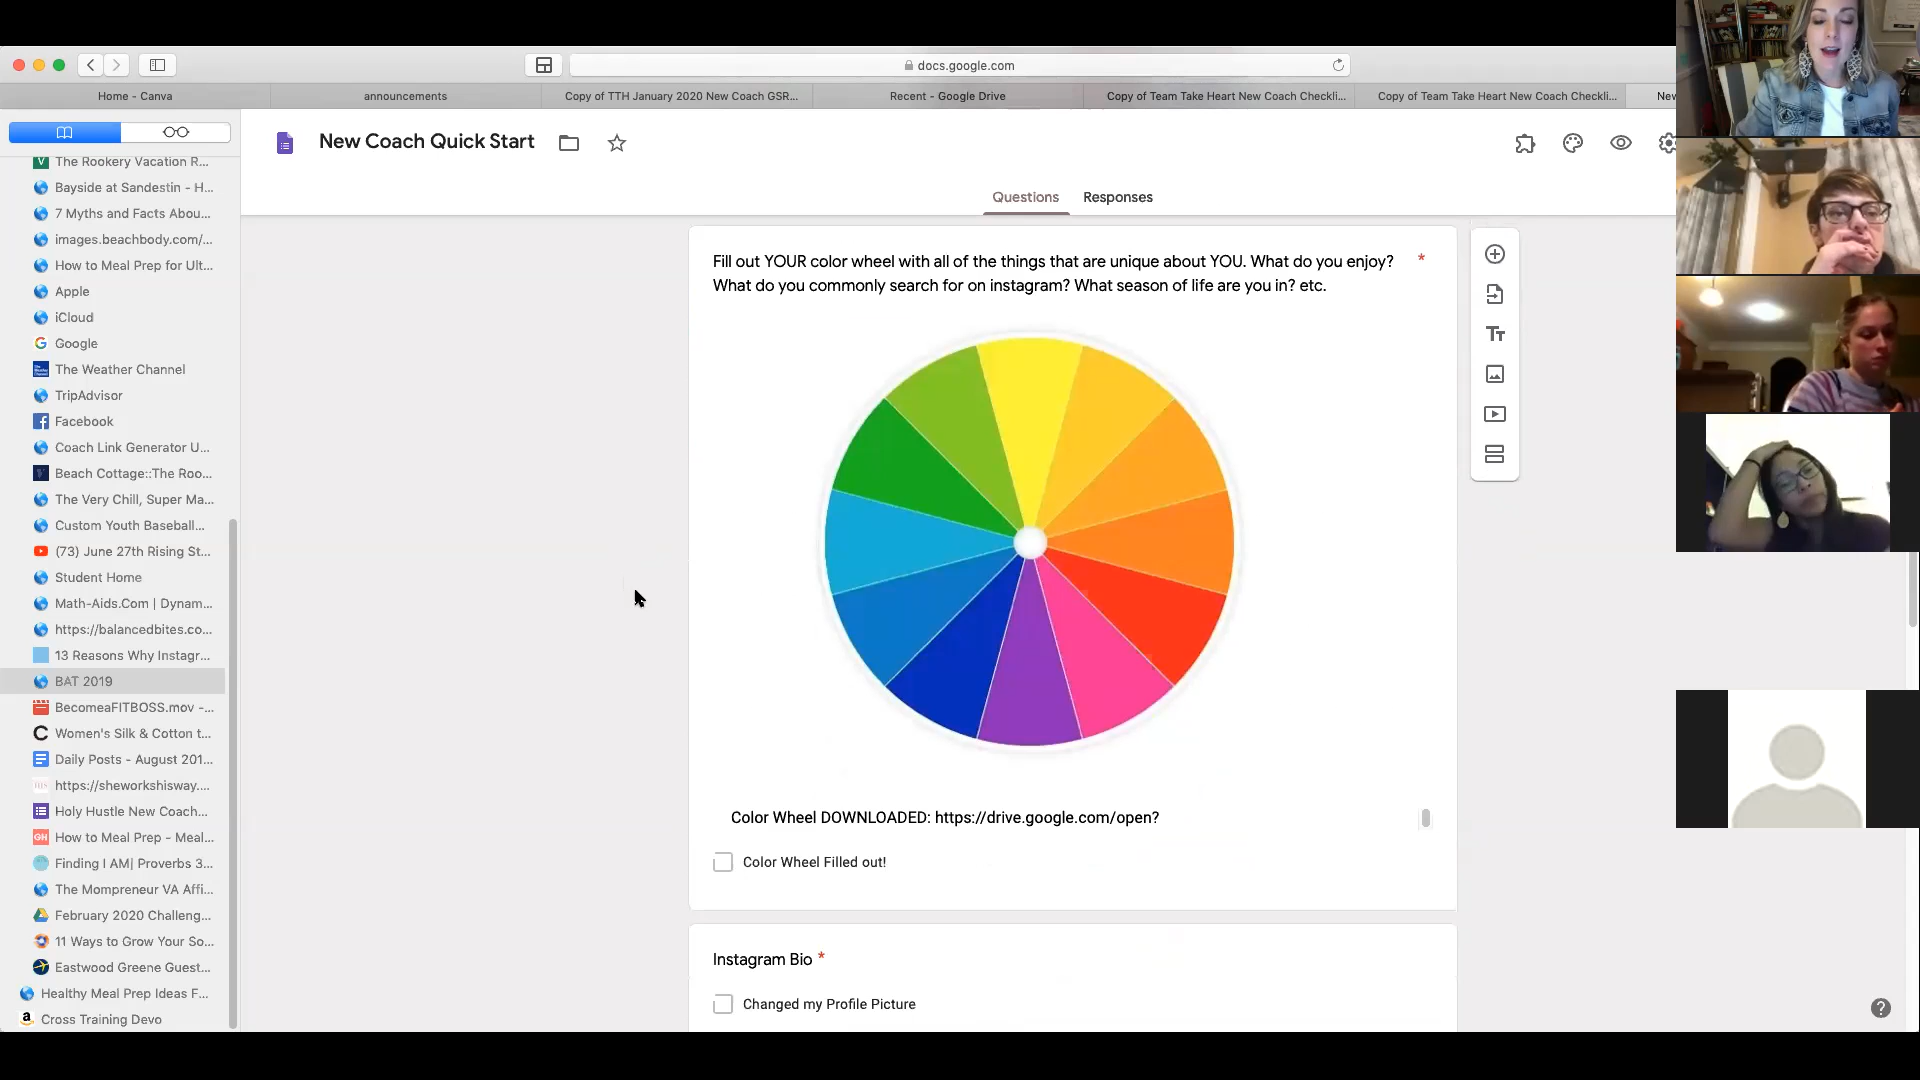 docs.google.com
Home - Canva
announcements
Copy of TTH January 2020 New Coach GSR...
Recent - Google Drive
Copy of Team Take Heart New Coach Checkli...
Copy of Team Take Heart New Coach Checkli...
New
The Rookery Vacation R...
Bayside at Sandestin - H...
7 Myths and Facts Abou...
images.beachbody.com/...
How to Meal Prep for Ult...
Apple
iCloud
Google
The Weather Channel
TripAdvisor
Facebook
Coach Link Generator U...
Beach Cottage::The Roo...
The Very Chill, Super Ma...
Custom Youth Baseball...
(73) June 27th Rising St...
Student Home
Math-Aids.Com | Dynam...
https://balancedbites.co...
13 Reasons Why Instagr...
BAT 2019
BecomeaFITBOSS.mov -...
Women's Silk & Cotton t...
Daily Posts - August 201...
https://sheworkshisway....
Holy Hustle New Coach...
How to Meal Prep - Meal...
Finding I AM| Proverbs 3...
The Mompreneur VA Affi...
February 2020 Challeng...
11 Ways to Grow Your So...
Eastwood Greene Guest...
Healthy Meal Prep Ideas F...
Cross Training Devo
New Coach Quick Start
Questions
Responses
Fill out YOUR color wheel with all of the things that are unique about YOU. What do you enjoy? *
What do you commonly search for on instagram? What season of life are you in? etc.
Tт
Color Wheel DOWNLOADED: https://drive.google.com/open?
Color Wheel Filled out!
Instagram Bio *
Changed my Profile Picture